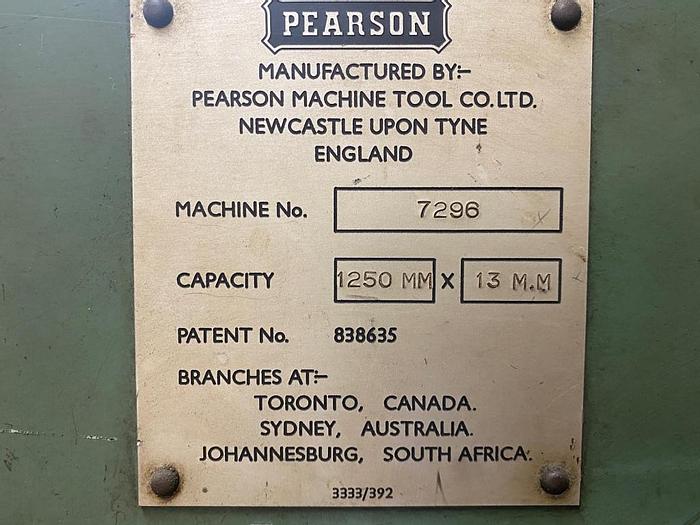 PEARSON
MANUFACTURED BY:-
PEARSON MACHINE TOOL CO. LTD.
NEWCASTLE UPON TYNE
ENGLAND
MACHINE No. 7296
CAPACITY 1250 MM X 13 M.M
PATENT No. 838635
BRANCHES AT:-
TORONTO, CANADA.
SYDNEY, AUSTRALIA.
JOHANNESBURG, SOUTH AFRICA.
3333/392